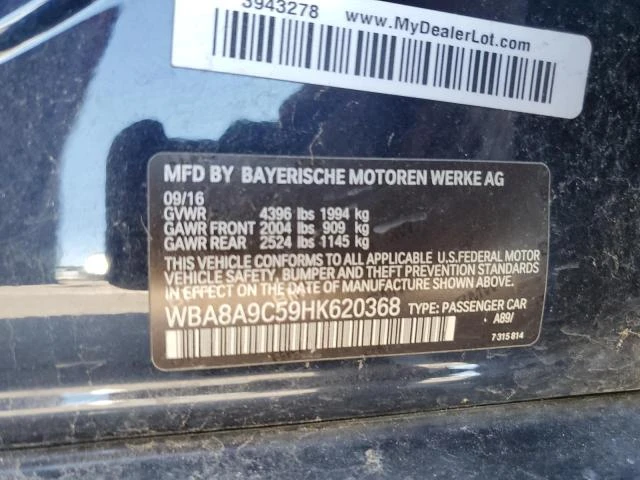 3943278
www.MyDealerLot.com
MFD BY BAYERISCHE MOTOREN WERKE AG
09/16
GVWR 4396 lbs 1994 kg
GAWR FRONT 2004 lbs 909 kg
GAWR REAR 2524 lbs 1145 kg
THIS VEHICLE CONFORMS TO ALL APPLICABLE U.S.FEDERAL MOTOR
VEHICLE SAFETY, BUMPER, AND THEFT PREVENTION STANDARDS
IN EFFECT ON THE DATE OF MANUFACTURE SHOWN ABOVE.
WBA8A9C59HK620368 TYPE: PASSENGER CAR
A89/
7315814